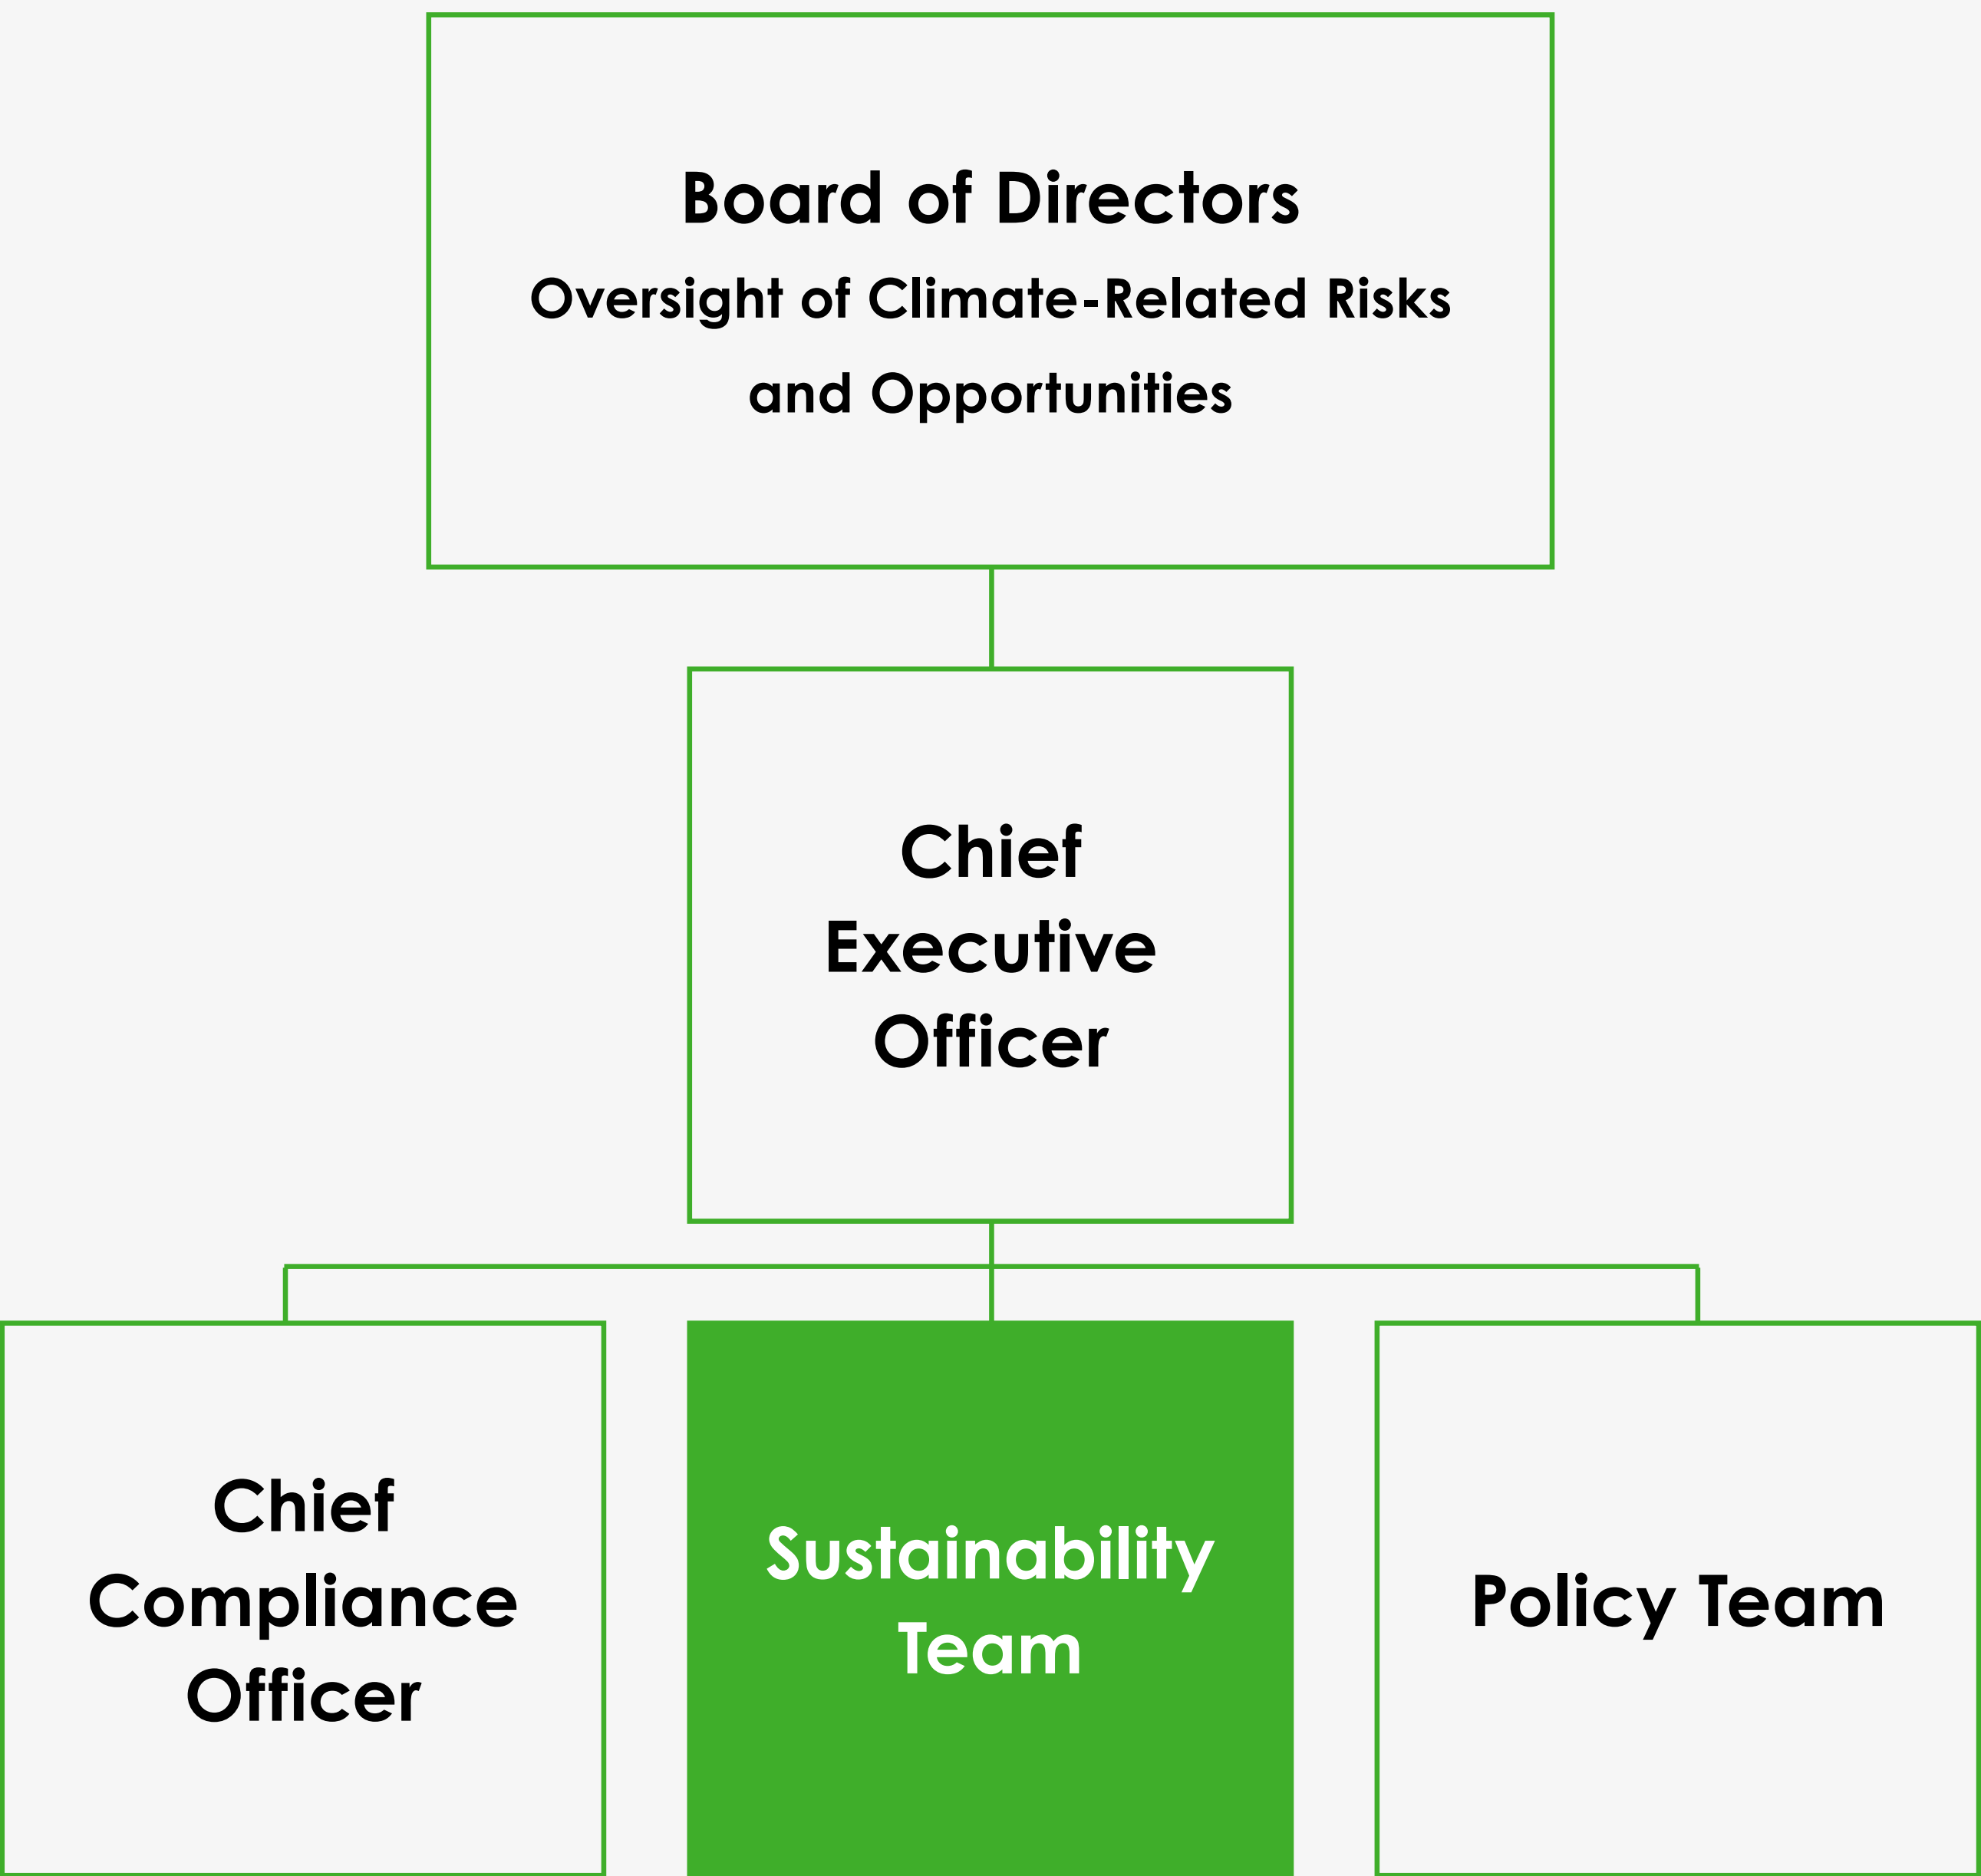 Board of Directors
Oversight of Climate-Related Risks
and Opportunities
Chief
Executive
Officer
Chief
Compliance
Officer
Sustainability
Team
Policy Team